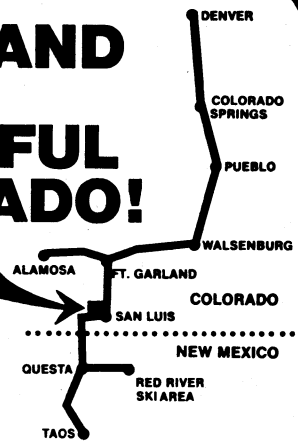 AND
FUL
ADO!
DENVER
COLORADO
SPRINGS
PUEBLO
WALSENBURG
ALAMOSA
FT. GARLAND
COLORADO
SAN LUIS
NEW MEXICO
QUESTA
RED RIVER
SKI AREA
TAOS